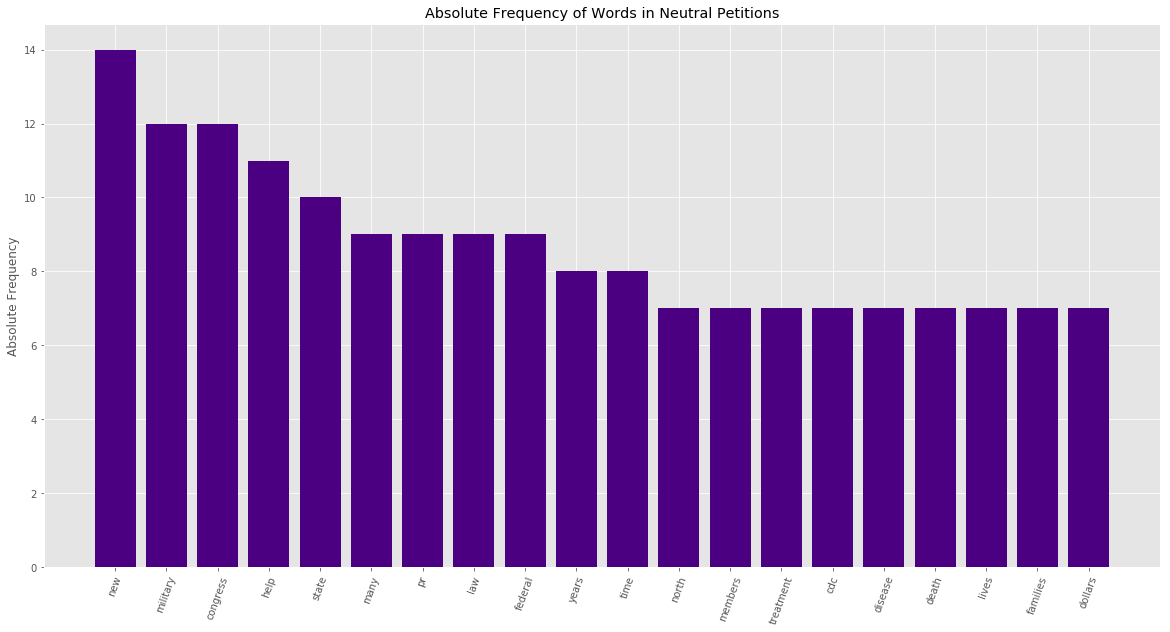 Absolute Frequency of Words in Neutral Petitions
Absolute Frequency
14
12
10
8
6
4
2
0
new
military
congress
help
state
many
pr
law
federal
years
time
north
members
treatment
cdc
disease
death
lives
families
dollars